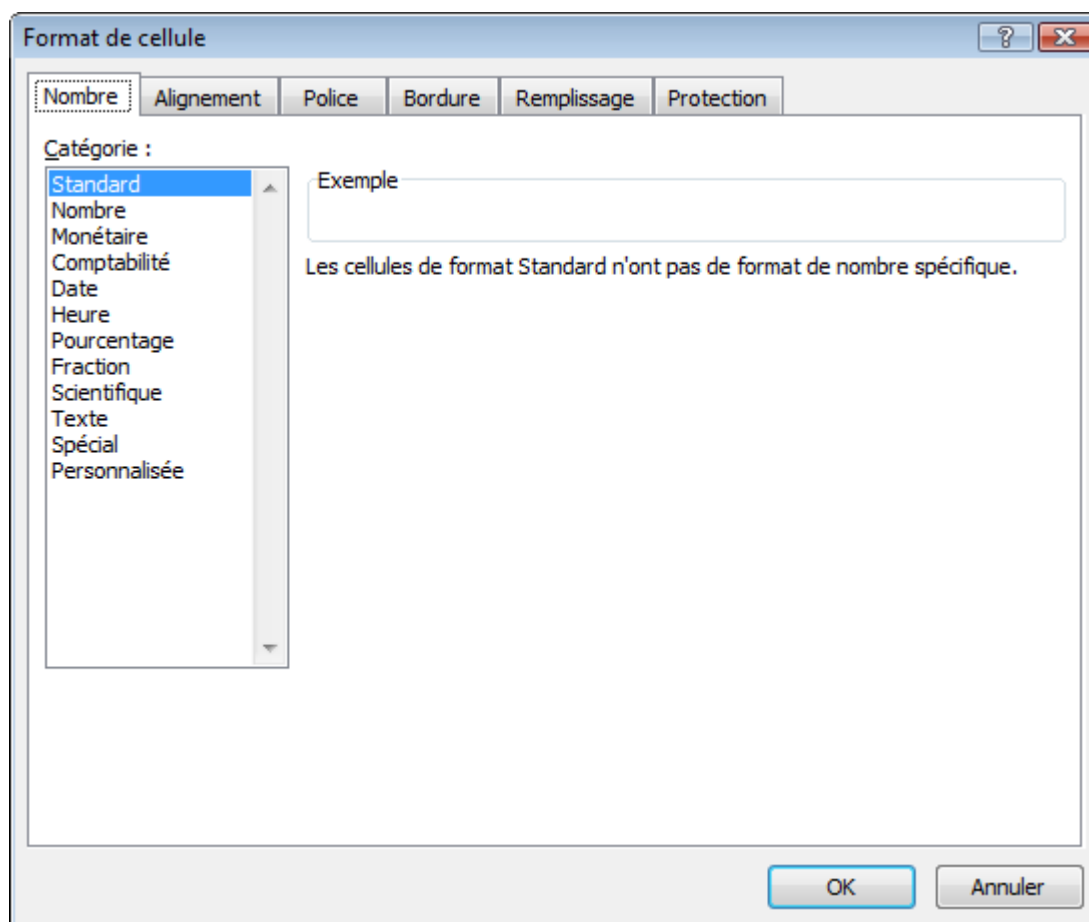 Format de cellule
Nombre Alignement Police Bordure Remplissage Protection
Catégorie :
Standard
Nombre
Monétaire
Comptabilité
Date
Heure
Pourcentage
Fraction
Scientifique
Texte
Spécial
Personnalisée
Exemple
Les cellules de format Standard n'ont pas de format de nombre spécifique.
OK Annuler